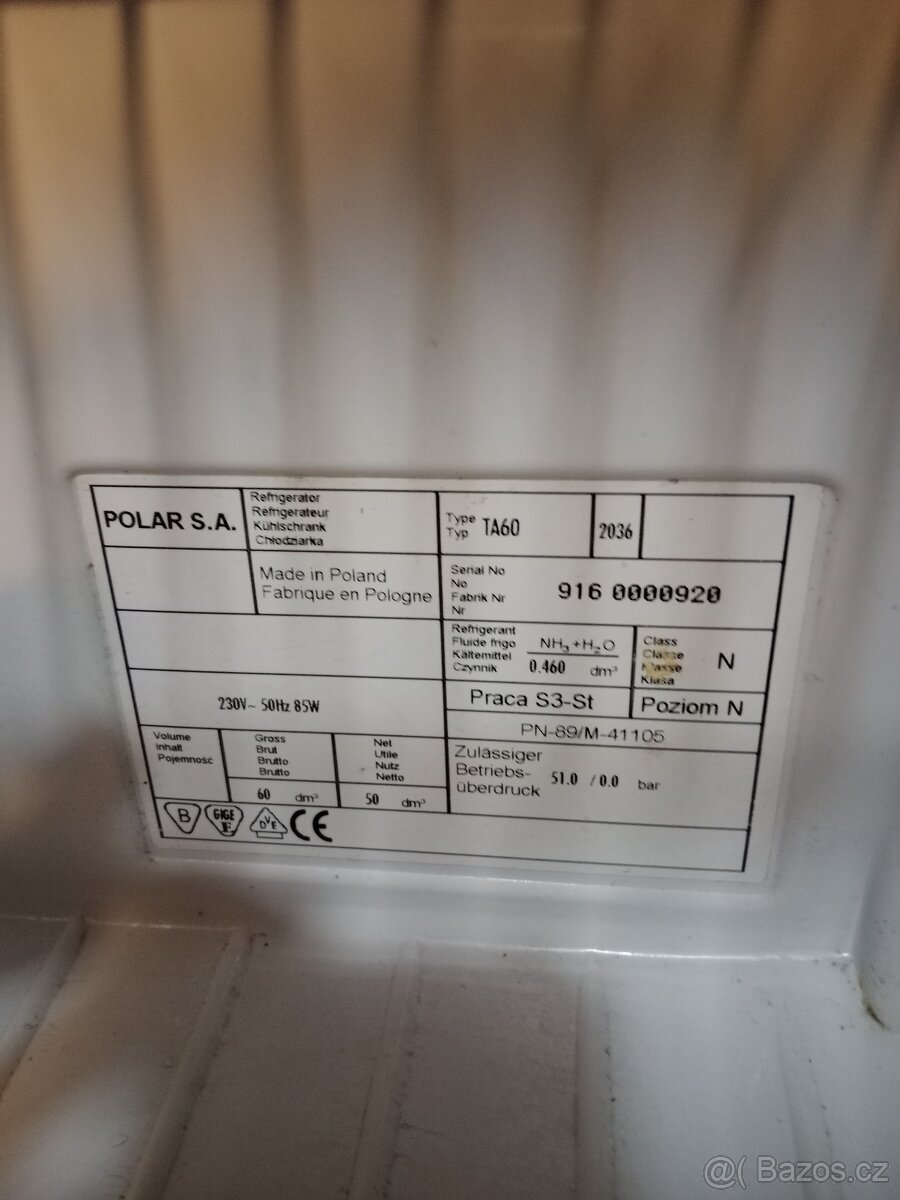 POLAR S.A.
Refrigerator
Refrigerateur
Kühlschrank
Chłodziarka
Type
Typ
TA60
2036
Made in Poland
Fabrique en Pologne
Serial No
No
Fabrik Nr
Nr
916 0000920
Refrigerant
Fluide frigo
Kältemittel
Czynnik
NH3+H2O
0.460 dm³
Class
Classe
Klasse
Klasa
N
230V~ 50Hz 85W
Praca S3-St
Poziom N
PN-89/M-41105
Volume
Inhalt
Pojemność
Gross
Brut
Brutto
Brutto
60 dm³
Net
Utile
Nutz
Netto
50 dm³
Zulässiger
Betriebs-
überdruck
51.0 / 0.0 bar
B
GIGE
F
DVE
CE
@( Bazos.cz